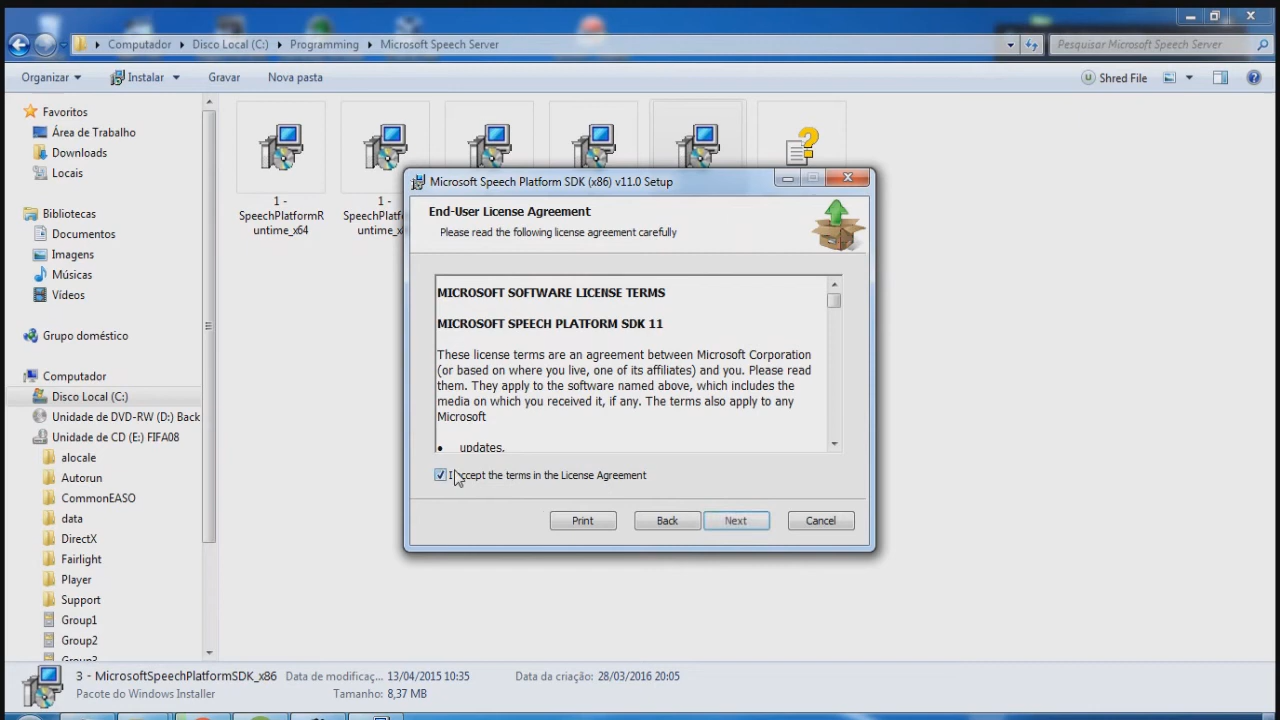 Computador
Disco Local (C:)
Programming
Microsoft Speech Server
Pesquisar Microsoft Speech Server
Organizar
Instalar
Gravar
Nova pasta
Shred File
Favoritos
Área de Trabalho
Downloads
Locais
Bibliotecas
Documentos
Imagens
Músicas
Vídeos
Grupo doméstico
Computador
Disco Local (C:)
Unidade de DVD-RW (D:) Back
Unidade de CD (E:) FIFA08
alocale
Autorun
CommonEASO
data
DirectX
Fairlight
Player
Support
Group1
Group2
1 -
SpeechPlatformR
untime_x64
1 -
Microsoft Speech Platform SDK (x86) v11.0 Setup
End-User License Agreement
Please read the following license agreement carefully
MICROSOFT SOFTWARE LICENSE TERMS
MICROSOFT SPEECH PLATFORM SDK 11
These license terms are an agreement between Microsoft Corporation
(or based on where you live, one of its affiliates) and you. Please read
them. They apply to the software named above, which includes the
media on which you received it, if any. The terms also apply to any
Microsoft
• updates,
I accept the terms in the License Agreement
Print
Back
Next
Cancel
3 - MicrosoftSpeechPlatformSDK_x86
Data de modificaç... 13/04/2015 10:35
Data da criação: 28/03/2016 20:05
Pacote do Windows Installer
Tamanho: 8,37 MB